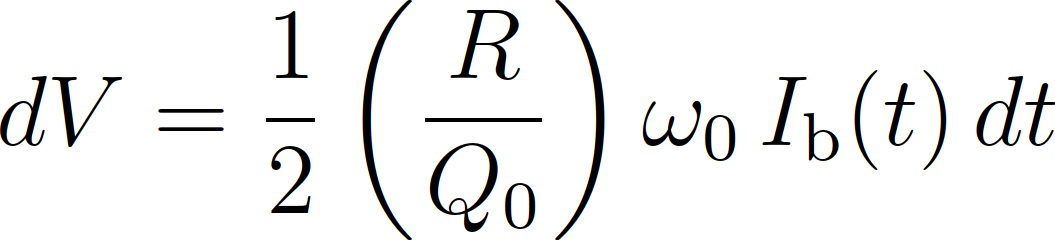 dV = \frac{1}{2} \left( \frac{R}{Q_0} \right) \omega_0 \, I_{\mathrm{b}}(t) \, dt